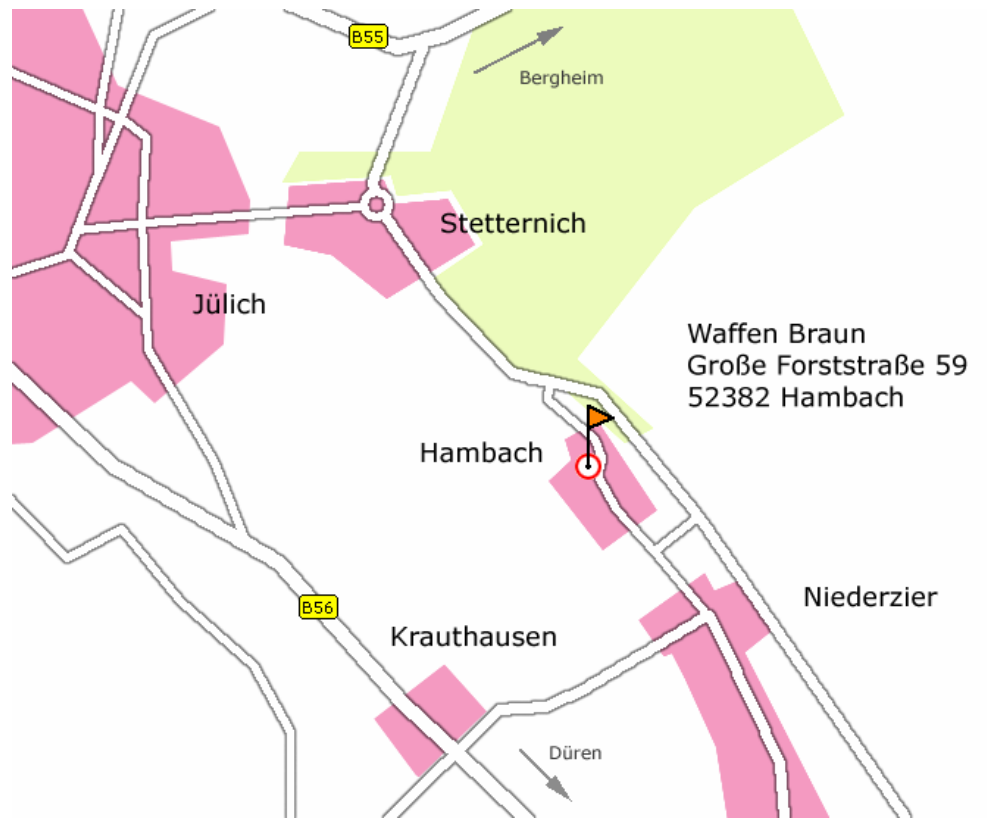 B55
Bergheim
Stetternich
Jülich
Waffen Braun
Große Forststraße 59
52382 Hambach
Hambach
Niederzier
B56
Krauthausen
Düren